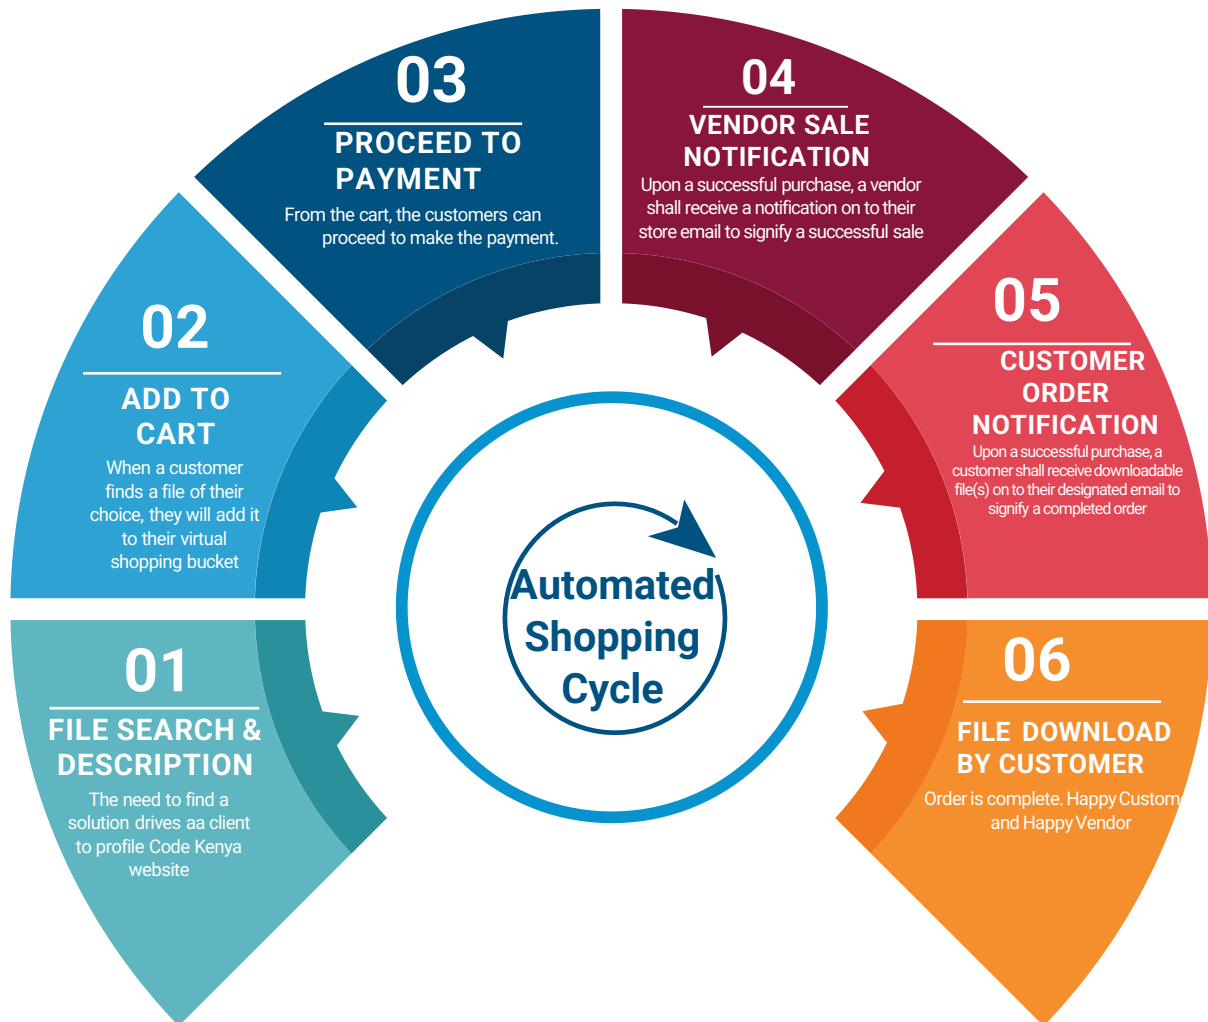 01
FILE SEARCH &
DESCRIPTION
The need to find a
solution drives aa client
to profile Code Kenya
website
02
ADD TO
CART
When a customer
finds a file of their
choice, they will add it
to their virtual
shopping bucket
03
PROCEED TO
PAYMENT
From the cart, the customers can
proceed to make the payment.
04
VENDOR SALE
NOTIFICATION
Upon a successful purchase, a vendor
shall receive a notification on to their
store email to signify a successful sale
05
CUSTOMER
ORDER
NOTIFICATION
Upon a successful purchase, a
customer shall receive downloadable
file(s) on to their designated email to
signify a completed order
06
FILE DOWNLOAD
BY CUSTOMER
Order is complete. Happy Custom
and Happy Vendor
Automated
Shopping
Cycle